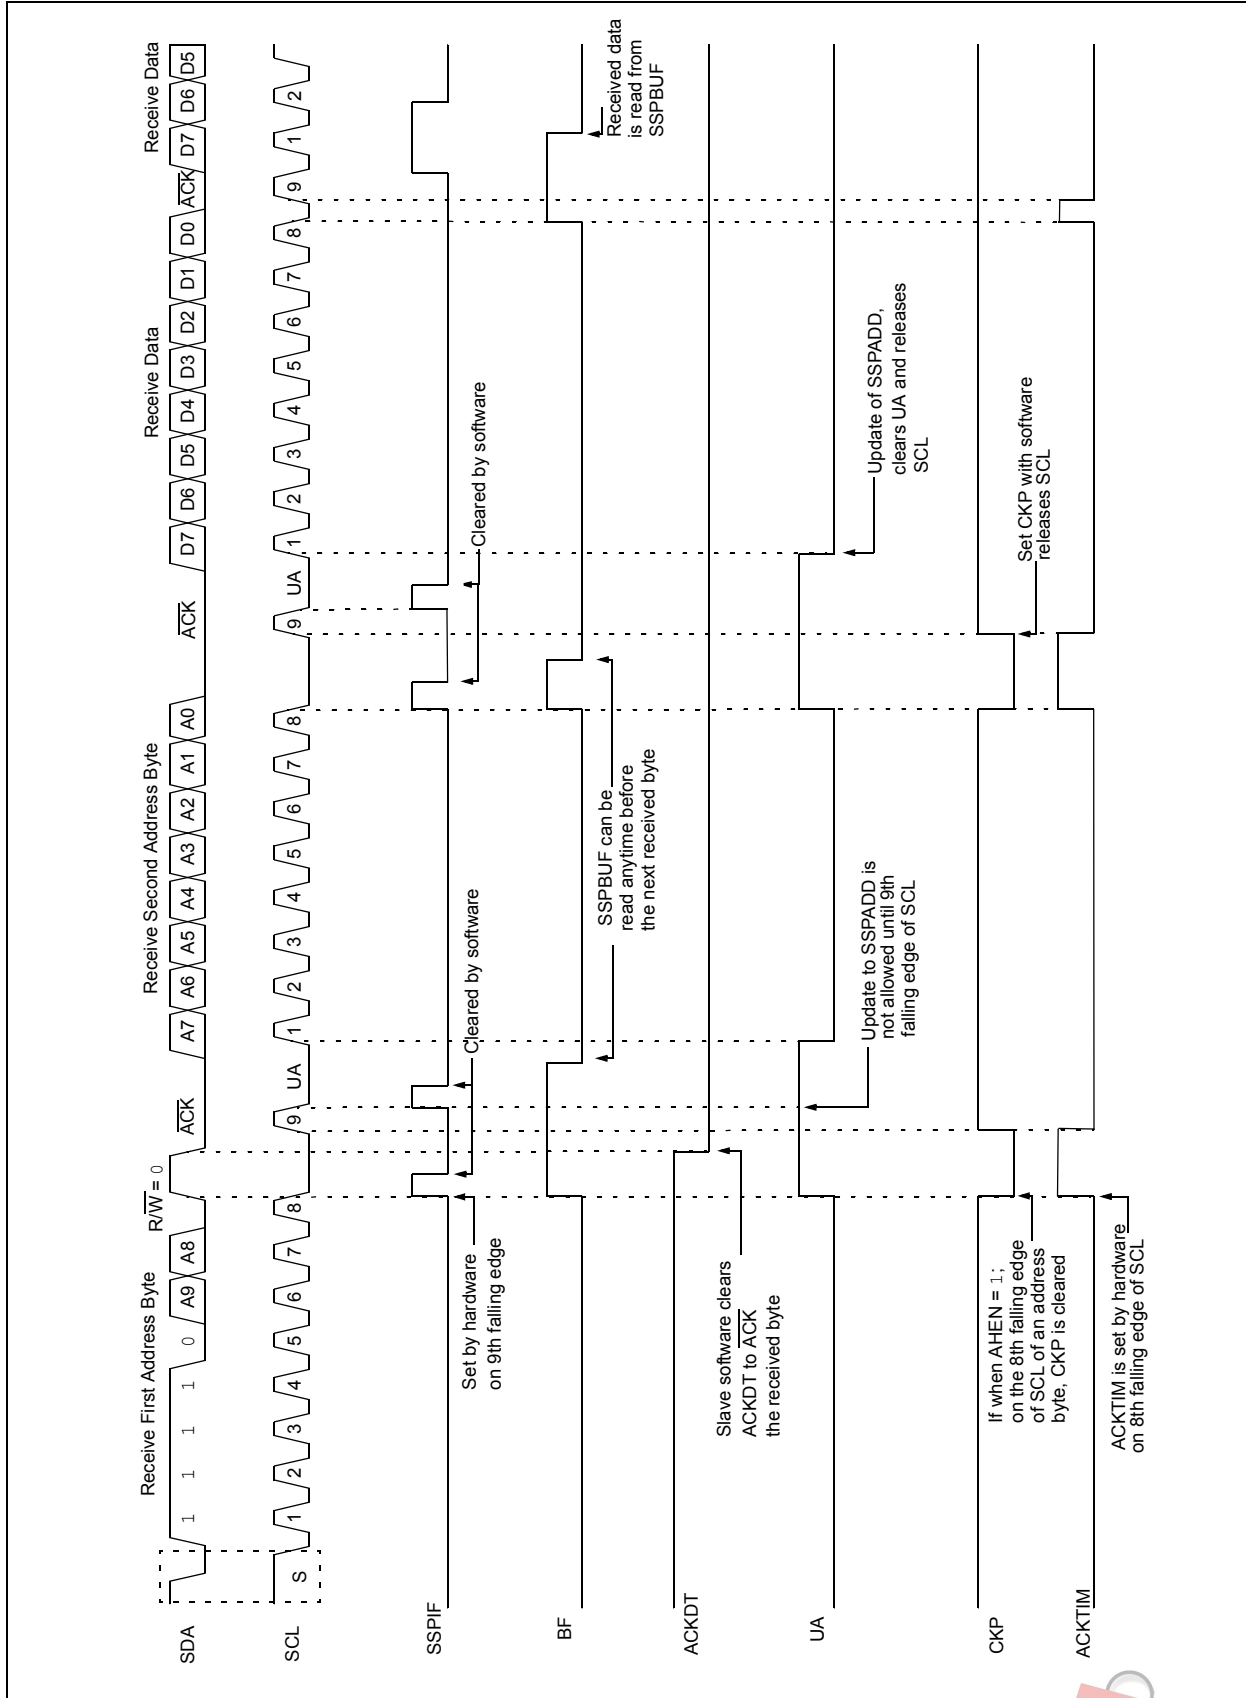 Receive First Address Byte
R/W = 0
ACK
Receive Second Address Byte
ACK
Receive Data
ACK
Receive Data
SDA
1 1 1 1 0 A9 A8
A7 A6 A5 A4 A3 A2 A1 A0
D7 D6 D5 D4 D3 D2 D1 D0
D7 D6 D5
SCL
S
1 2 3 4 5 6 7 8 9
UA
1 2 3 4 5 6 7 8 9
UA
1 2 3 4 5 6 7 8 9
1 2
SSPIF
Set by hardware
on 9th falling edge
Cleared by software
Cleared by software
BF
SSPBUF can be
read anytime before
the next received byte
Received data
is read from
SSPBUF
ACKDT
Slave software clears
ACKDT to ACK
the received byte
UA
Update to SSPADD is
not allowed until 9th
falling edge of SCL
Update of SSPADD,
clears UA and releases
SCL
CKP
If when AHEN = 1;
on the 8th falling edge
of SCL of an address
byte, CKP is cleared
Set CKP with software
releases SCL
ACKTIM
ACKTIM is set by hardware
on 8th falling edge of SCL